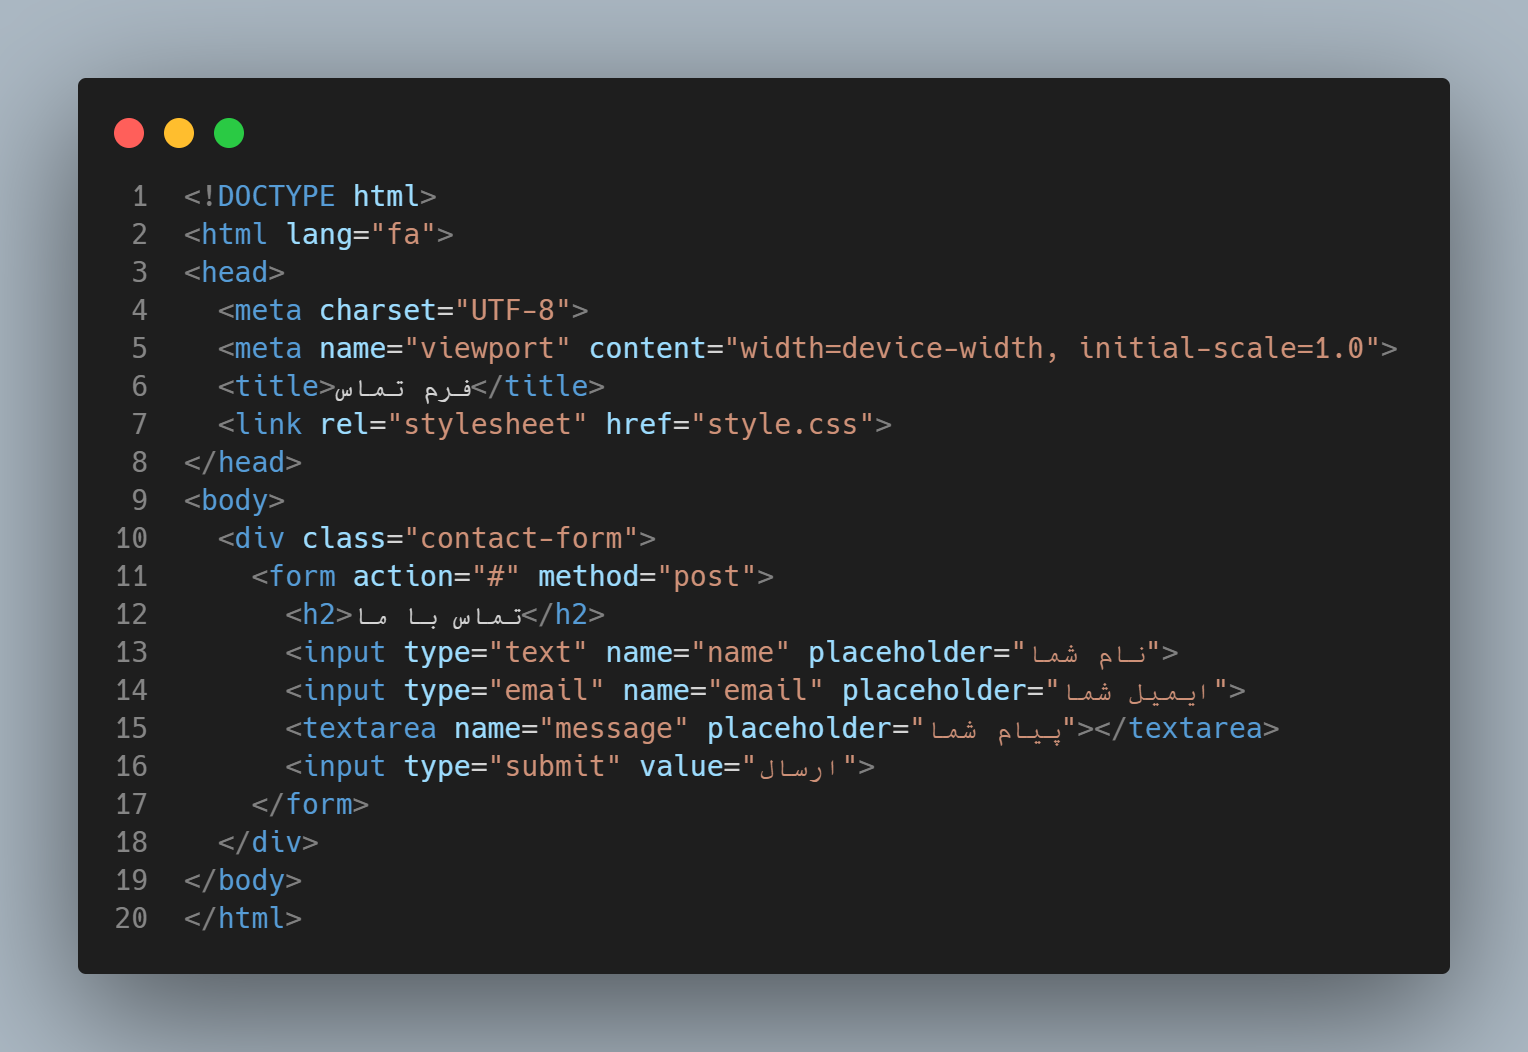 1 <!DOCTYPE html>
2 <html lang="fa">
3 <head>
4   <meta charset="UTF-8">
5   <meta name="viewport" content="width=device-width, initial-scale=1.0">
6   <title>فرم تماس</title>
7   <link rel="stylesheet" href="style.css">
8 </head>
9 <body>
10   <div class="contact-form">
11     <form action="#" method="post">
12       <h2>تماس با ما</h2>
13       <input type="text" name="name" placeholder="نام شما">
14       <input type="email" name="email" placeholder="ایمیل شما">
15       <textarea name="message" placeholder="پیام شما"></textarea>
16       <input type="submit" value="ارسال">
17     </form>
18   </div>
19 </body>
20 </html>